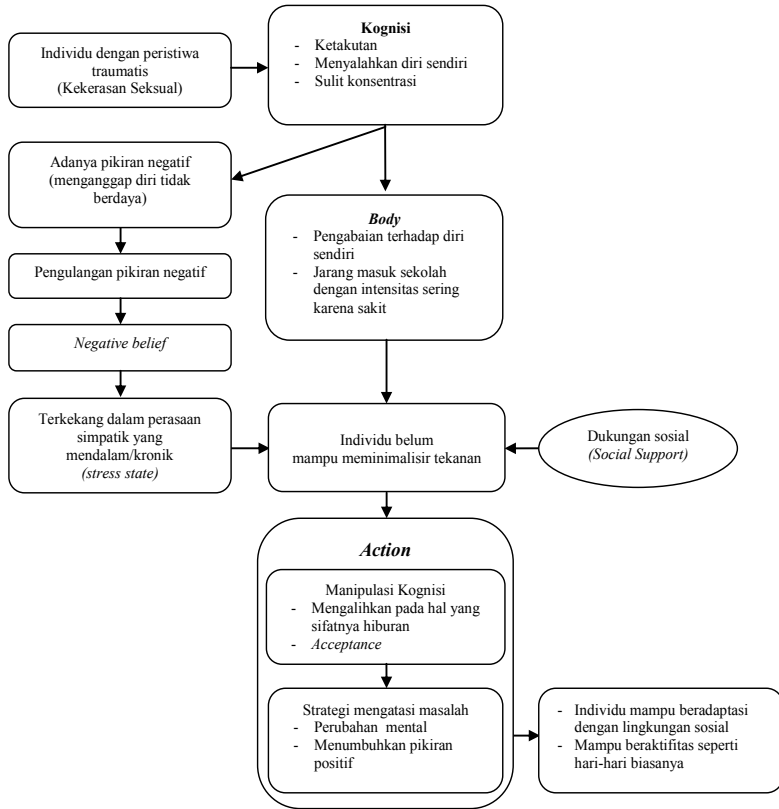 Individu dengan peristiwa
traumatis
(Kekerasan Seksual)
Kognisi
- Ketakutan
- Menyalahkan diri sendiri
- Sulit konsentrasi
Adanya pikiran negatif
(menganggap diri tidak
berdaya)
Pengulangan pikiran negatif
Negative belief
Terkekang dalam perasaan
simpatik yang
mendalam/kronik
(stress state)
Body
- Pengabaian terhadap diri
sendiri
- Jarang masuk sekolah
dengan intensitas sering
karena sakit
Individu belum
mampu meminimalisir tekanan
Dukungan sosial
(Social Support)
Action
Manipulasi Kognisi
- Mengalihkan pada hal yang
sifatnya hiburan
- Acceptance
Strategi mengatasi masalah
- Perubahan mental
- Menumbuhkan pikiran
positif
- Individu mampu beradaptasi
dengan lingkungan sosial
- Mampu beraktifitas seperti
hari-hari biasanya